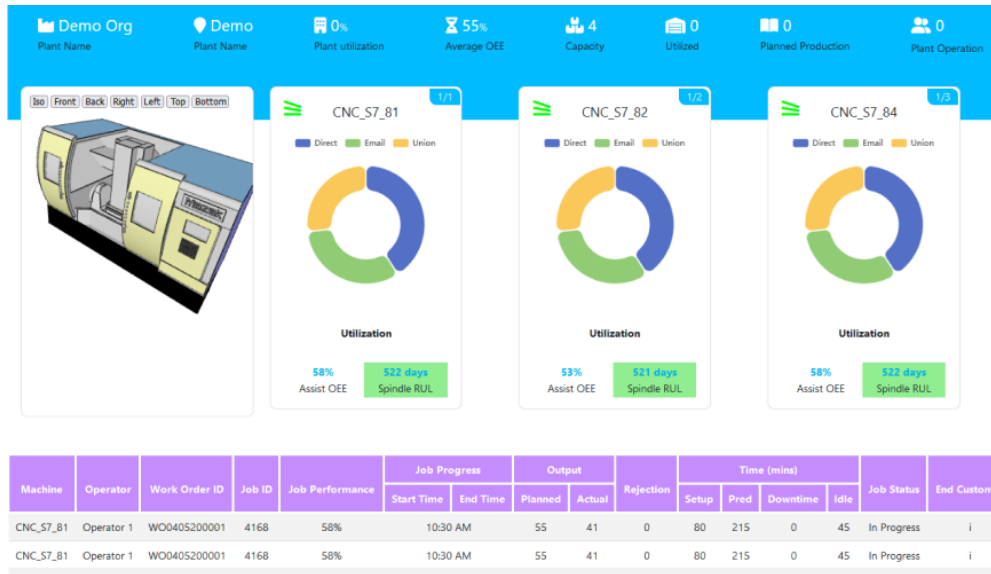 Demo Org Demo 0% 55% 4 0 0 0
Plant Name Plant Name Plant utilization Average OEE Capacity Utilized Planned Production Plant Operation
Iso Front Back Right Left Top Bottom
Mazak
1/1
CNC_S7_81
Direct Email Union
Utilization
58% 522 days
Assist OEE Spindle RUL
1/2
CNC_S7_82
Direct Email Union
Utilization
53% 521 days
Assist OEE Spindle RUL
1/3
CNC_S7_84
Direct Email Union
Utilization
58% 522 days
Assist OEE Spindle RUL
Job Progress Output Time (mins)
Machine Operator Work Order ID Job ID Job Performance Rejection Job Status End Custom
Start Time End Time Planned Actual Setup Pred Downtime Idle
CNC_S7_81 Operator 1 WO0405200001 4168 58% 10:30 AM 55 41 0 80 215 0 45 In Progress i
CNC_S7_81 Operator 1 WO0405200001 4168 58% 10:30 AM 55 41 0 80 215 0 45 In Progress i